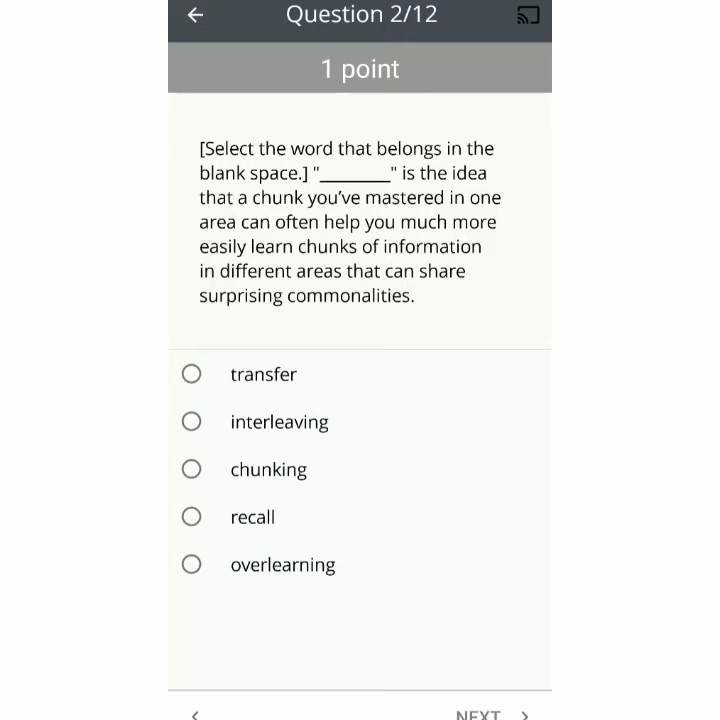 Question 2/12
1 point
[Select the word that belongs in the
blank space.] "________" is the idea
that a chunk you’ve mastered in one
area can often help you much more
easily learn chunks of information
in different areas that can share
surprising commonalities.
transfer
interleaving
chunking
recall
overlearning
NEXT